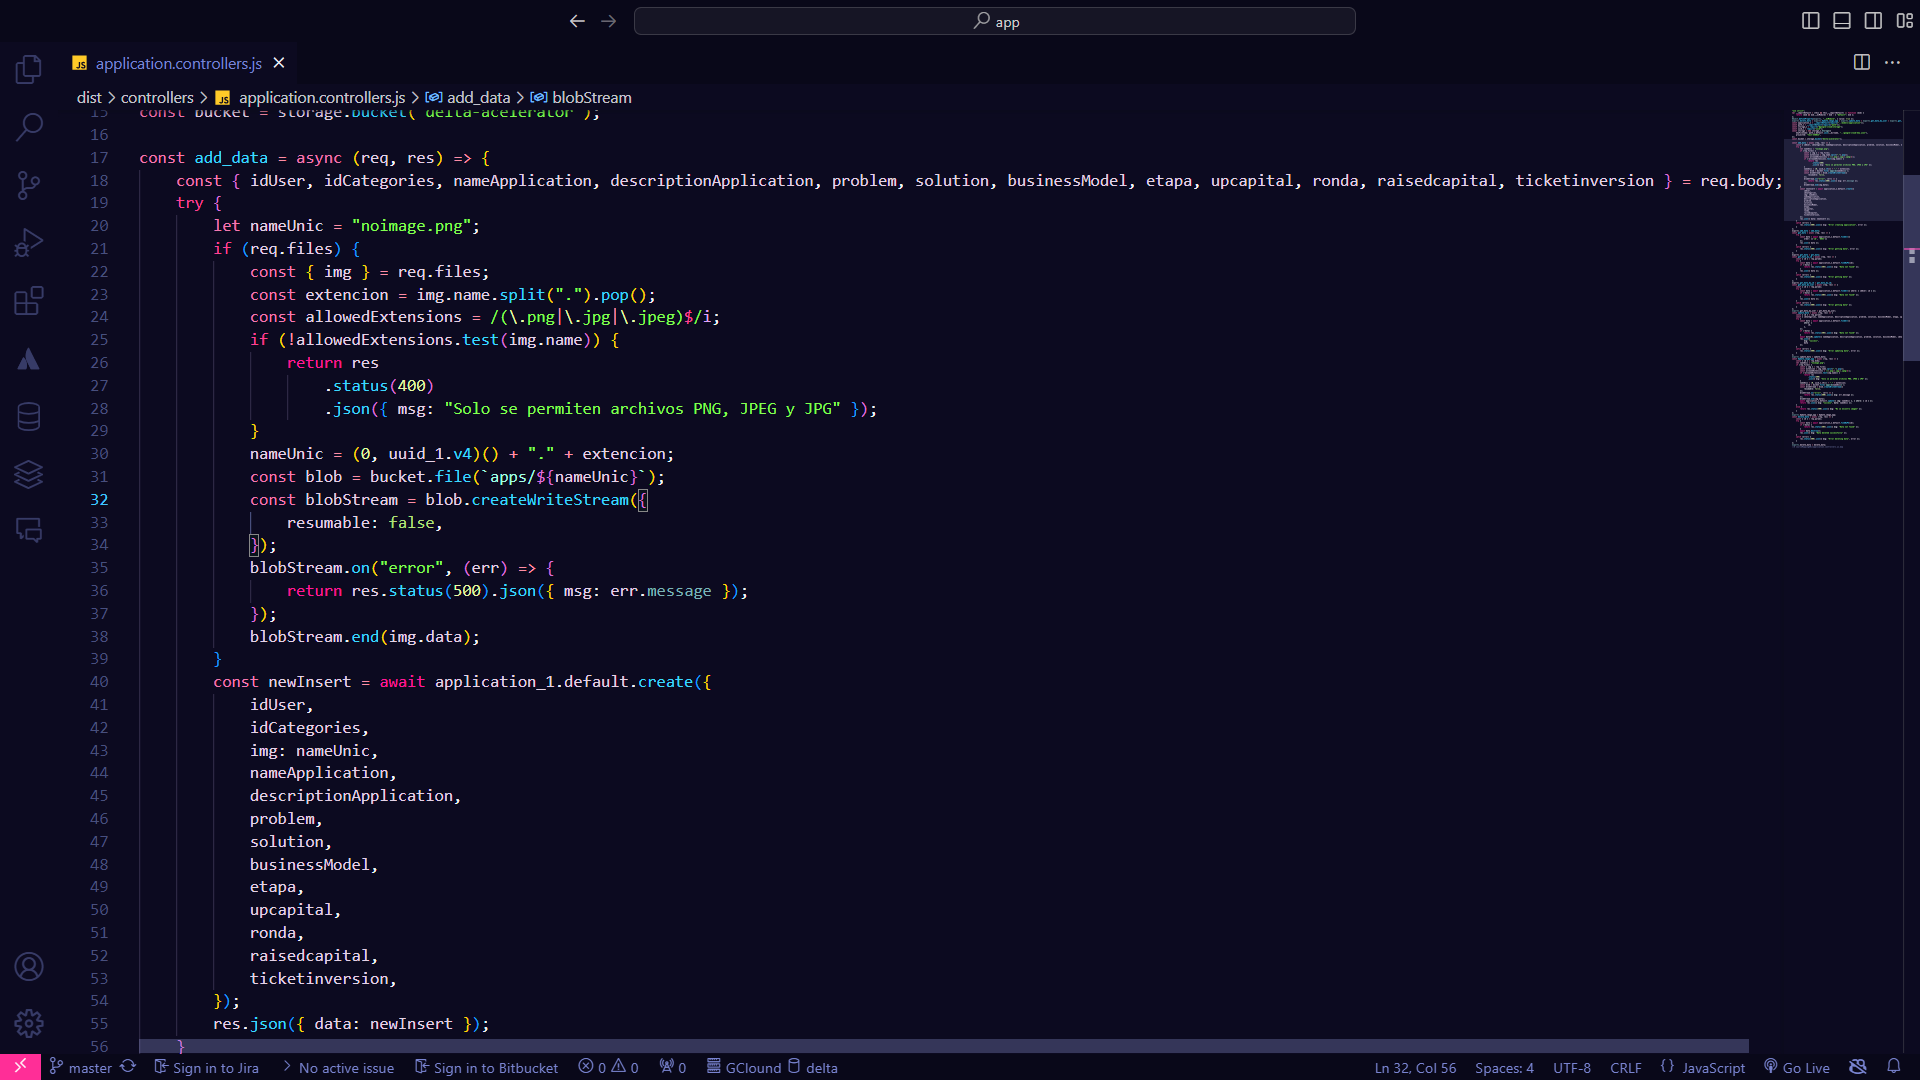 app
application.controllers.js
dist > controllers > application.controllers.js > add_data > blobStream
15 const bucket = storage.bucket("delta-acelerator");
16
17 const add_data = async (req, res) => {
18 const { idUser, idCategories, nameApplication, descriptionApplication, problem, solution, businessModel, etapa, upcapital, ronda, raisedcapital, ticketinversion } = req.body;
19 try {
20 let nameUnic = "noimage.png";
21 if (req.files) {
22 const { img } = req.files;
23 const extencion = img.name.split(".").pop();
24 const allowedExtensions = /(\.png|\.jpg|\.jpeg)$/i;
25 if (!allowedExtensions.test(img.name)) {
26 return res
27 .status(400)
28 .json({ msg: "Solo se permiten archivos PNG, JPEG y JPG" });
29 }
30 nameUnic = (0, uuid_1.v4)() + "." + extencion;
31 const blob = bucket.file(`apps/${nameUnic}`);
32 const blobStream = blob.createWriteStream({
33 resumable: false,
34 });
35 blobStream.on("error", (err) => {
36 return res.status(500).json({ msg: err.message });
37 });
38 blobStream.end(img.data);
39 }
40 const newInsert = await application_1.default.create({
41 idUser,
42 idCategories,
43 img: nameUnic,
44 nameApplication,
45 descriptionApplication,
46 problem,
47 solution,
48 businessModel,
49 etapa,
50 upcapital,
51 ronda,
52 raisedcapital,
53 ticketinversion,
54 });
55 res.json({ data: newInsert });
56 }
master Sign in to Jira > No active issue Sign in to Bitbucket 0 0 0 GClound delta Ln 32, Col 56 Spaces: 4 UTF-8 CRLF {} JavaScript Go Live